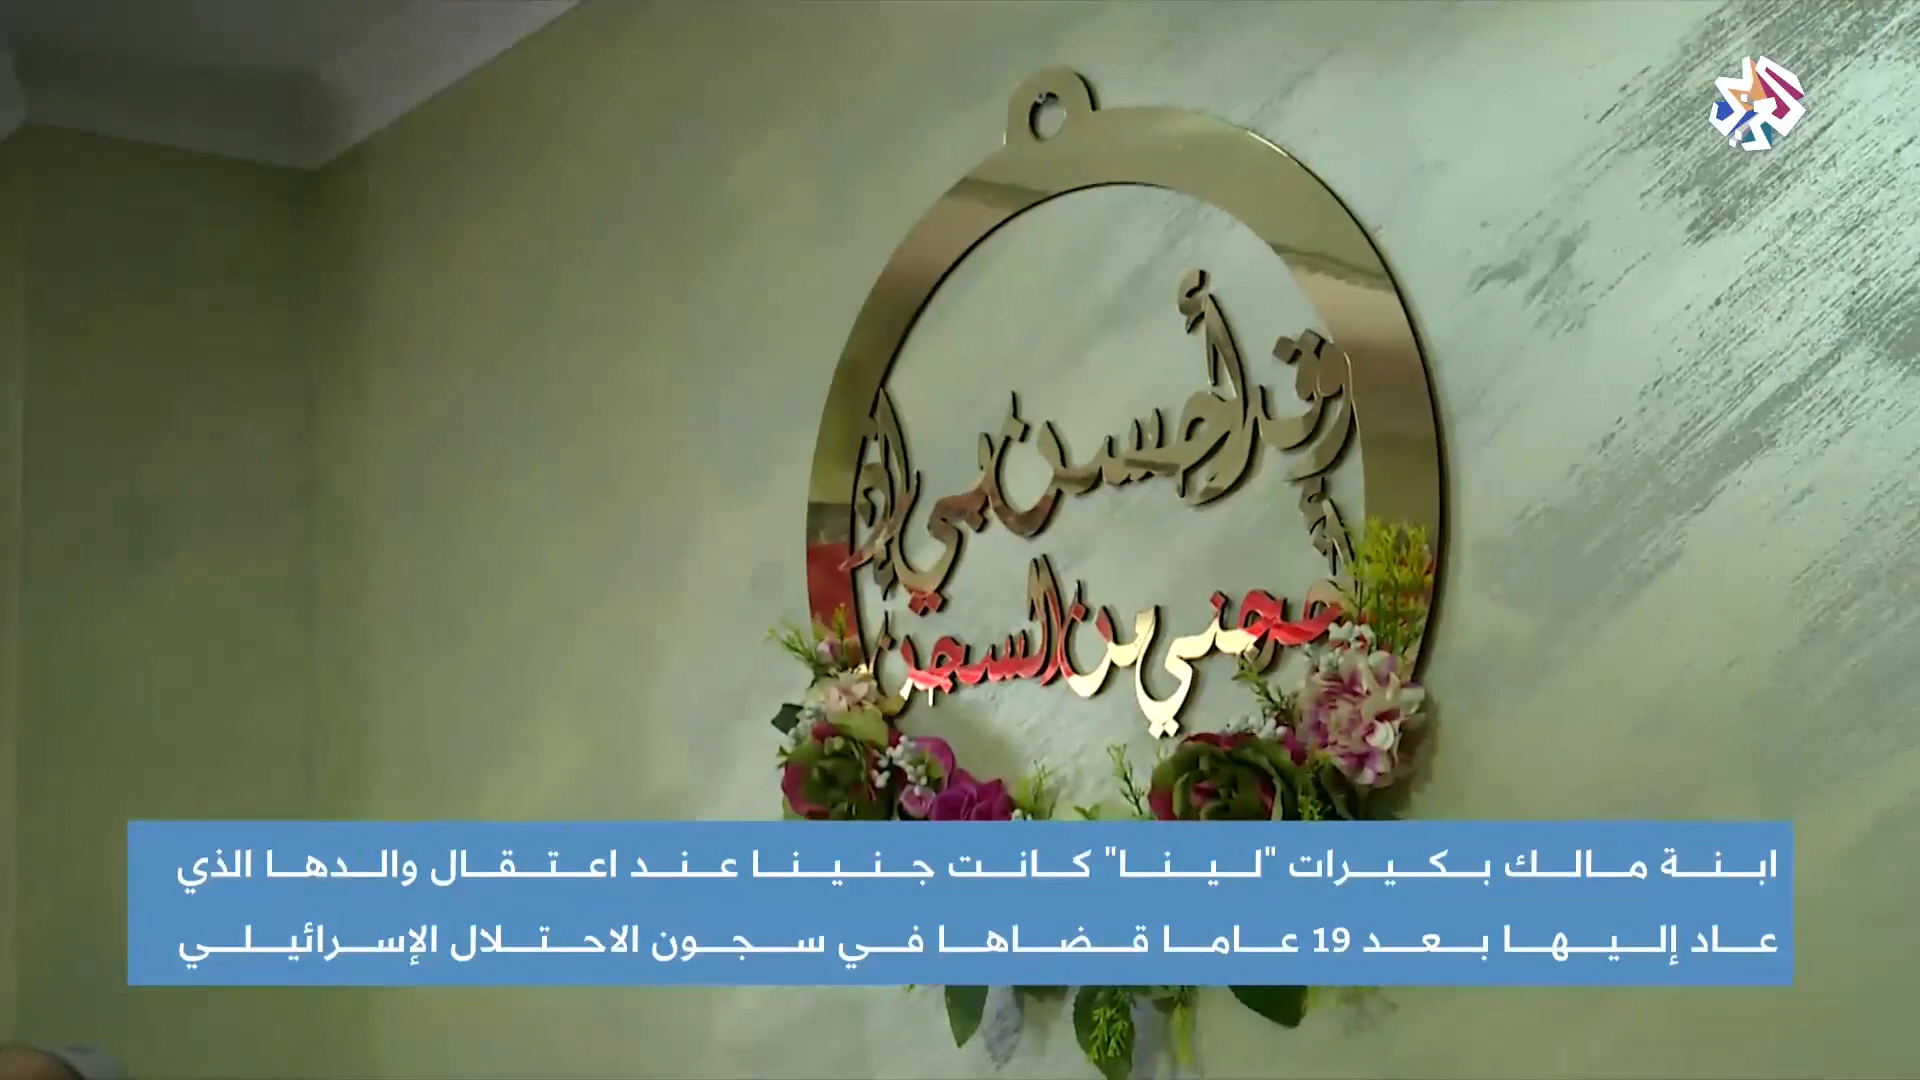 وقد أحسن بي إذ
أخرجني من السجن
ابنة مالك بكيرات "لينا" كانت جنينا عند اعتقال والدها الذي
عاد إليها بعد 19 عاما قضاها في سجون الاحتلال الإسرائيلي